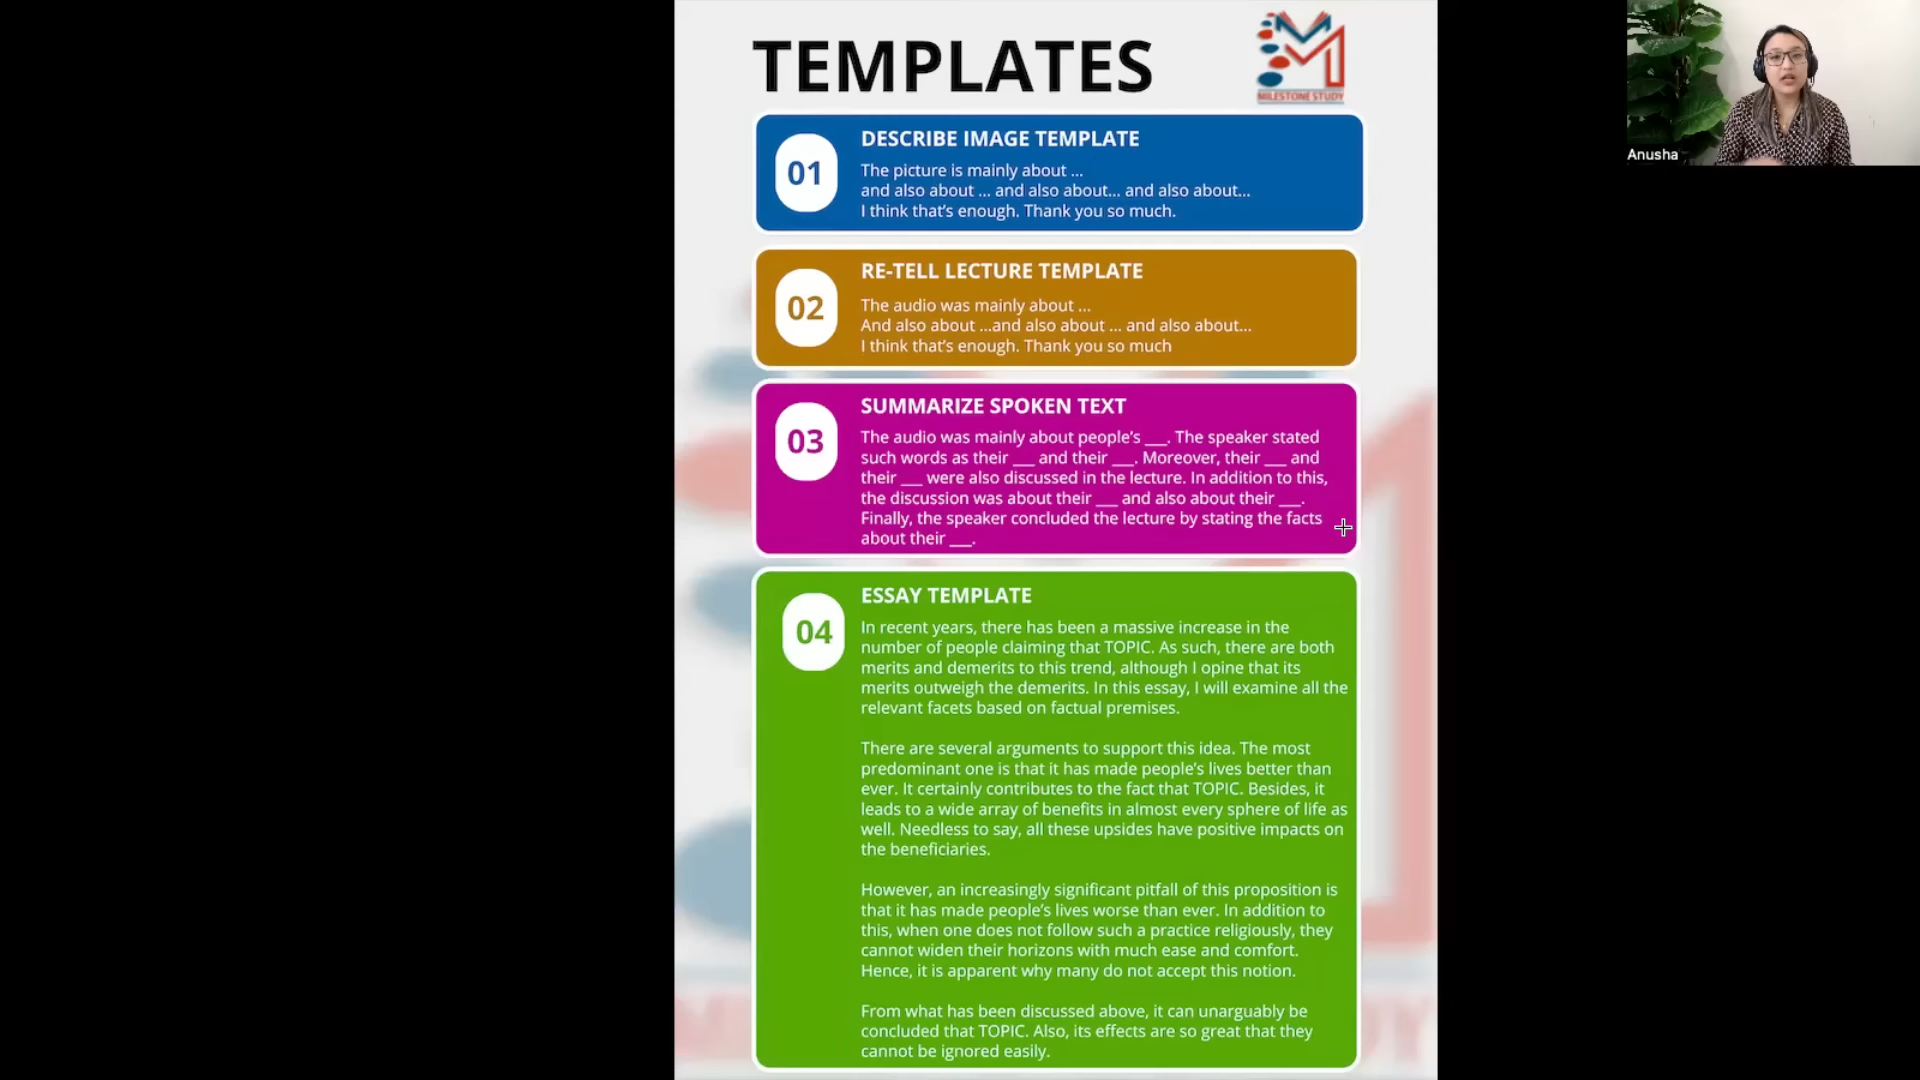 TEMPLATES
MILESTONE STUDY
Anusha
01
DESCRIBE IMAGE TEMPLATE
The picture is mainly about ...
and also about ... and also about... and also about...
I think that's enough. Thank you so much.
02
RE-TELL LECTURE TEMPLATE
The audio was mainly about ...
And also about ...and also about ... and also about...
I think that's enough. Thank you so much
03
SUMMARIZE SPOKEN TEXT
The audio was mainly about people's ___. The speaker stated
such words as their ___ and their ___. Moreover, their ___ and
their ___ were also discussed in the lecture. In addition to this,
the discussion was about their ___ and also about their ___.
Finally, the speaker concluded the lecture by stating the facts
about their ___.
04
ESSAY TEMPLATE
In recent years, there has been a massive increase in the
number of people claiming that TOPIC. As such, there are both
merits and demerits to this trend, although I opine that its
merits outweigh the demerits. In this essay, I will examine all the
relevant facets based on factual premises.
There are several arguments to support this idea. The most
predominant one is that it has made people's lives better than
ever. It certainly contributes to the fact that TOPIC. Besides, it
leads to a wide array of benefits in almost every sphere of life as
well. Needless to say, all these upsides have positive impacts on
the beneficiaries.
However, an increasingly significant pitfall of this proposition is
that it has made people's lives worse than ever. In addition to
this, when one does not follow such a practice religiously, they
cannot widen their horizons with much ease and comfort.
Hence, it is apparent why many do not accept this notion.
From what has been discussed above, it can unarguably be
concluded that TOPIC. Also, its effects are so great that they
cannot be ignored easily.